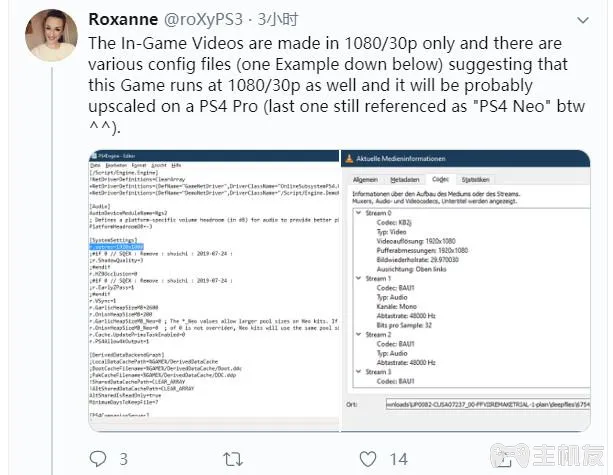 Roxanne @roXyPS3 · 3小时
The In-Game Videos are made in 1080/30p only and there are
various config files (one Example down below) suggesting that
this Game runs at 1080/30p as well and it will be probably
upscaled on a PS4 Pro (last one still referenced as "PS4 Neo" btw
^^).
PS4Engine - Editor
Datei Bearbeiten Format Ansicht Hilfe
[/Script/Engine.Engine]
!NetDriverDefinitions=ClearArray
+NetDriverDefinitions=(DefName="GameNetDriver",DriverClassName="OnlineSubsystemPS4.
+NetDriverDefinitions=(DefName="DemoNetDriver",DriverClassName="/Script/Engine.Demo
[Audio]
AudioDeviceModuleName=Ngs2
; Defines a platform-specific volume headroom (in dB) for audio to provide better p
PlatformHeadroomDB=-3
[SystemSettings]
r.setres=1920x1080
;#if 0 // SQEX : Remove : shuichi : 2019-07-24 :
;r.ShadowQuality=3
;#endif
r.HZBOcclusion=0
;#if 0 // SQEX : Remove : shuichi : 2019-07-24 :
;r.EarlyZPass=1
;#endif
r.VSync=1
r.GarlicHeapSizeMB=2600
r.OnionHeapSizeMB=200
r.GarlicHeapSizeMB_Neo=0 ; The *_Neo values allow larger pool sizes on Neo kits. If
r.OnionHeapSizeMB_Neo=0 ; of 0 is not overriden, Neo kits will use the same pool si
r.Cache.UpdatePrimsTaskEnabled=0
r.PS4Allow4kOutput=1
[DerivedDataBackendGraph]
;LocalDataCachePath=%GAMEN/DerivedDataCache
;BootCacheFileName=%GAMEN/DerivedDataCache/Boot.ddc
;PakCacheFileName=%GAMEN/DerivedDataCache/DDC.ddp
!SharedDataCachePath=CLEAR_ARRAY
!AltSharedDataCachePath=CLEAR_ARRAY
AltSharedIsReadOnly=true
MinimumDaysToKeepFile=7
[PS4CompanionServer]
Aktuelle Medieninformationen
Allgemein Metadaten Codec Statistiken
Informationen über den Aufbau des Mediums oder des Streams.
Muxers, Audio- und Videocodecs, Untertitel werden angezeigt.
Stream 0
Codec: KB2j
Typ: Video
Videoauflösung: 1920x1080
Pufferabmessungen: 1920x1080
Bildwiederholrate: 29.970030
Ausrichtung: Oben links
Stream 1
Codec: BAU1
Typ: Audio
Kanäle: Mono
Abtastrate: 48000 Hz
Bits pro Sample: 32
Stream 2
Codec: BAU1
Typ: Audio
Abtastrate: 48000 Hz
Stream 3
Codec: BAU1
Ort: wnloads\UP0082-CUSA07237_00-FFVIIREMAKETRIAL-1-plain\deepfiles\6754
3
14
主机友